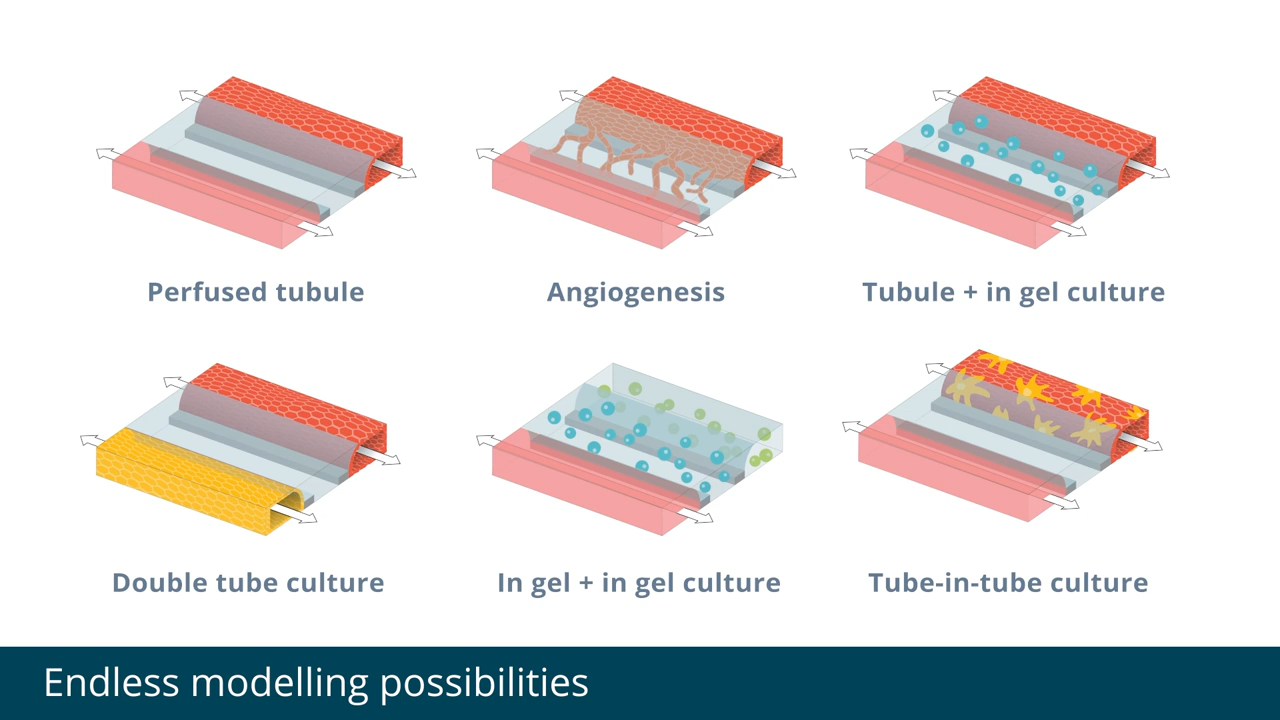 Perfused tubule
Angiogenesis
Tubule + in gel culture
Double tube culture
In gel + in gel culture
Tube-in-tube culture
Endless modelling possibilities